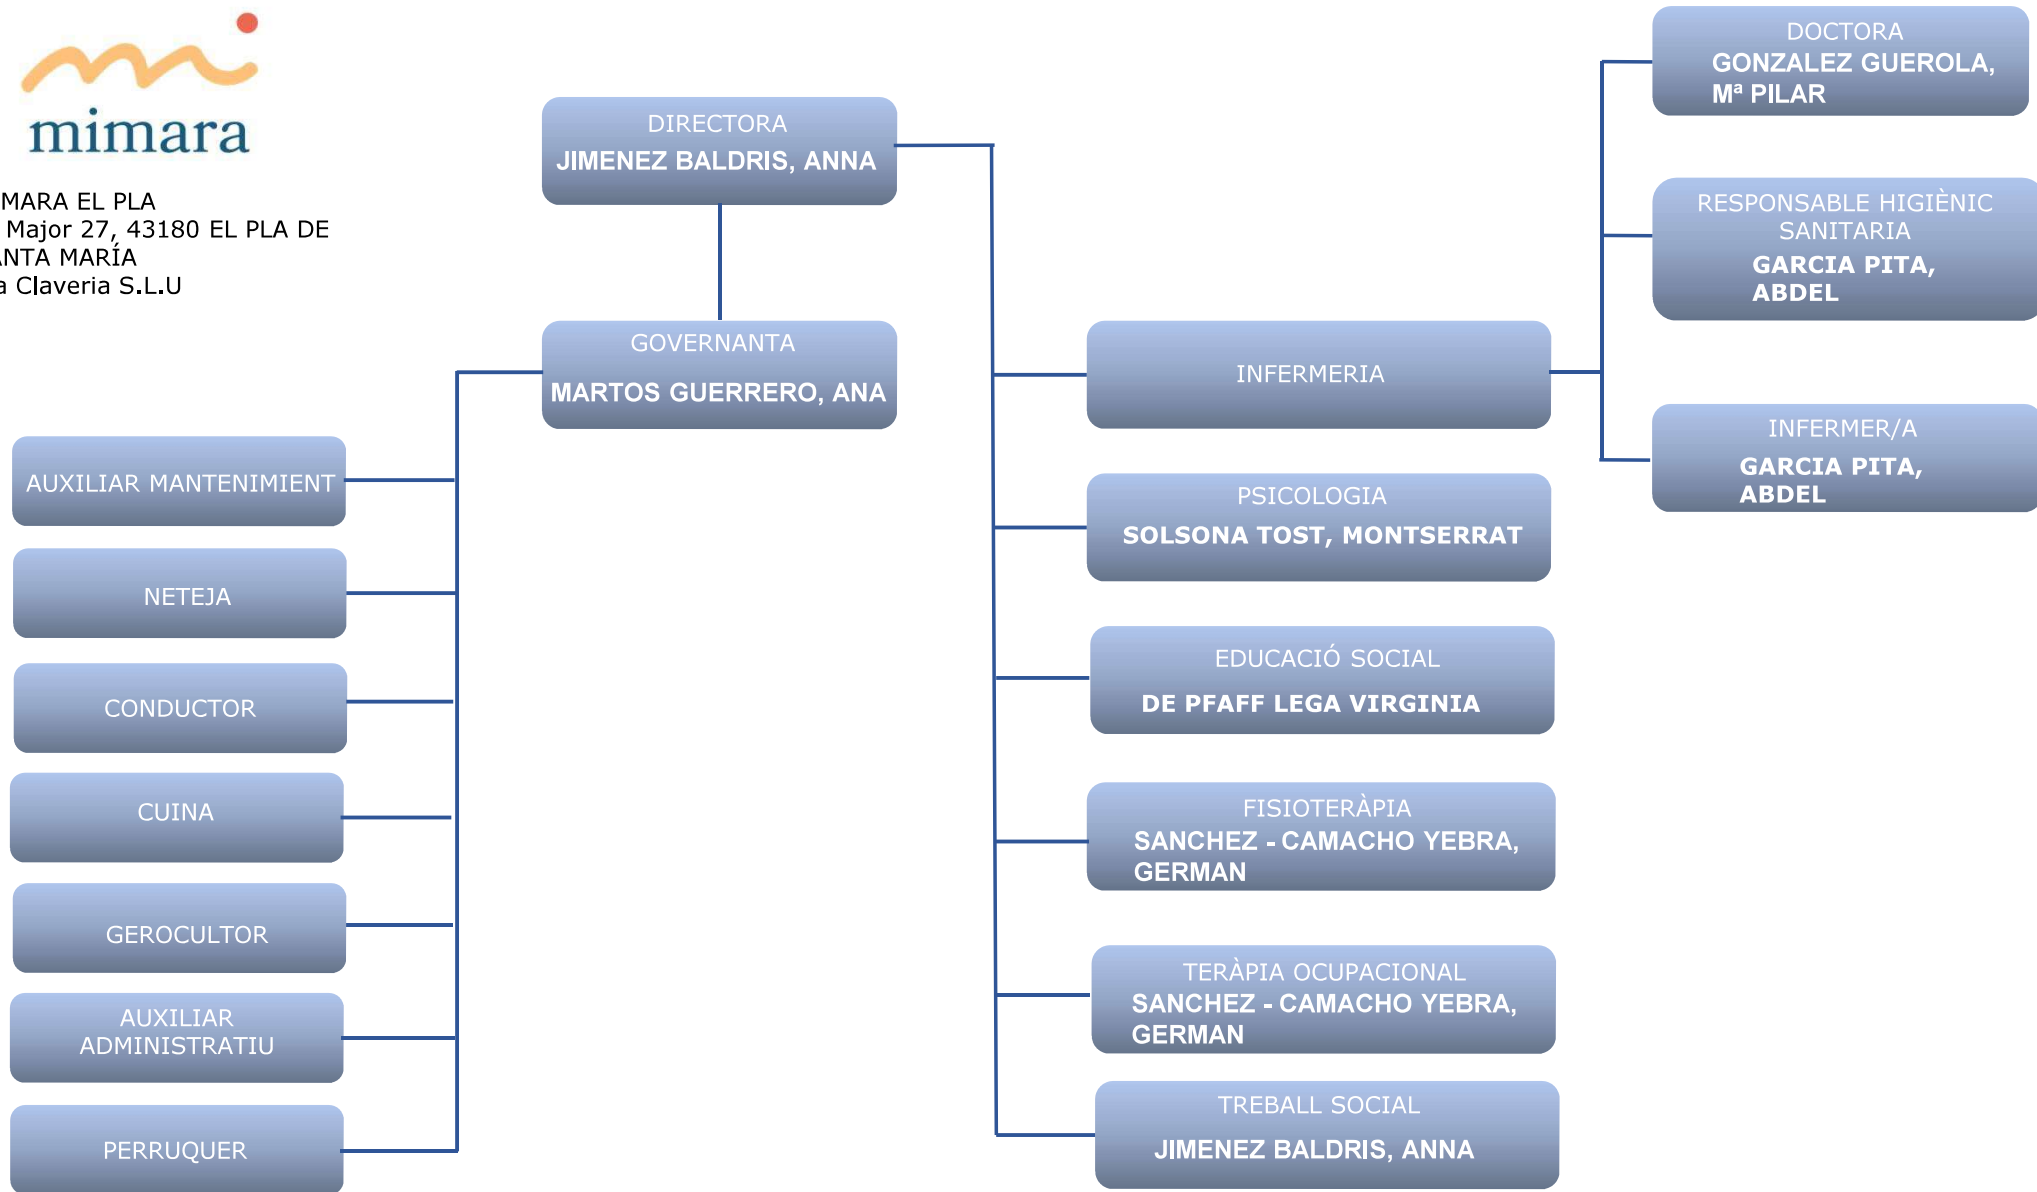 mimara
MARA EL PLA
Major 27, 43180 EL PLA DE
ANTA MARÍA
a Claveria S.L.U
DIRECTORA
JIMENEZ BALDRIS, ANNA
GOVERNANTA
MARTOS GUERRERO, ANA
AUXILIAR MANTENIMIENT
NETEJA
CONDUCTOR
CUINA
GEROCULTOR
AUXILIAR
ADMINISTRATIU
PERRUQUER
INFERMERIA
PSICOLOGIA
SOLSONA TOST, MONTSERRAT
EDUCACIÓ SOCIAL
DE PFAFF LEGA VIRGINIA
FISIOTERÀPIA
SANCHEZ - CAMACHO YEBRA,
GERMAN
TERÀPIA OCUPACIONAL
SANCHEZ - CAMACHO YEBRA,
GERMAN
TREBALL SOCIAL
JIMENEZ BALDRIS, ANNA
DOCTORA
GONZALEZ GUEROLA,
Mª PILAR
RESPONSABLE HIGIÈNIC
SANITARIA
GARCIA PITA,
ABDEL
INFERMER/A
GARCIA PITA,
ABDEL